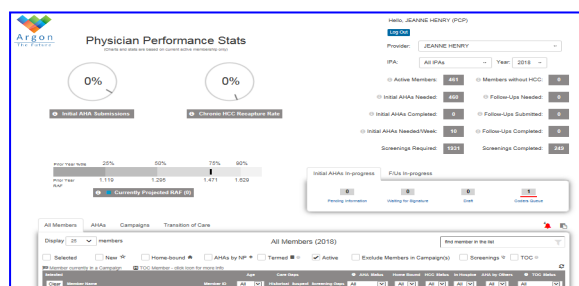 Argon
The Future
Physician Performance Stats
(Charts and stats are based on current active membership only)
Hello, JEANNE HENRY (PCP)
Log Out
Provider: JEANNE HENRY
IPA: All IPAs Year: 2018
0% 0%
Initial AHA Submissions Chronic HCC Recapture Rate
Active Members: 461 Members without HCC: 0
Initial AHAs Needed: 460 Follow-Ups Needed: 0
Initial AHAs Completed: 0 Follow-Ups Submitted: 0
Initial AHAs Needed/Week: 10 Follow-Ups Completed: 0
Screenings Required: 1021 Screenings Completed: 240
Prior Year %tile 25% 50% 75% 90%
Prior Year RAF 1.118 1.295 1.471 1.629
Currently Projected RAF (0)
Initial AHAs In-progress F/Us In-progress
0 0 0 1
Pending Information Waiting for Signature Draft Coders Queue
All Members AHAs Campaigns Transition of Care
Display 25 members All Members (2018) find member in the list
Selected New Home-bound AHAs by NP Termed Active Exclude Members in Campaign(s) Screenings TOC
Member currently in a Campaign TOC Member - click icon for more info
Selected Age Care Gaps AHA Status Home Bound HCC Status In Hospice AHA by Others TOC Status
Clear Member Name Member ID All Historical Suspect Screening Gaps All All All All All All